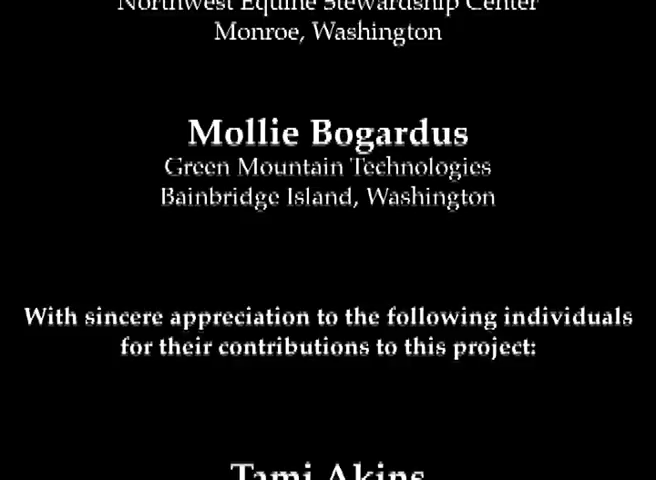 Northwest Equine Stewardship Center
Monroe, Washington
Mollie Bogardus
Green Mountain Technologies
Bainbridge Island, Washington
With sincere appreciation to the following individuals
for their contributions to this project:
Tami Akins